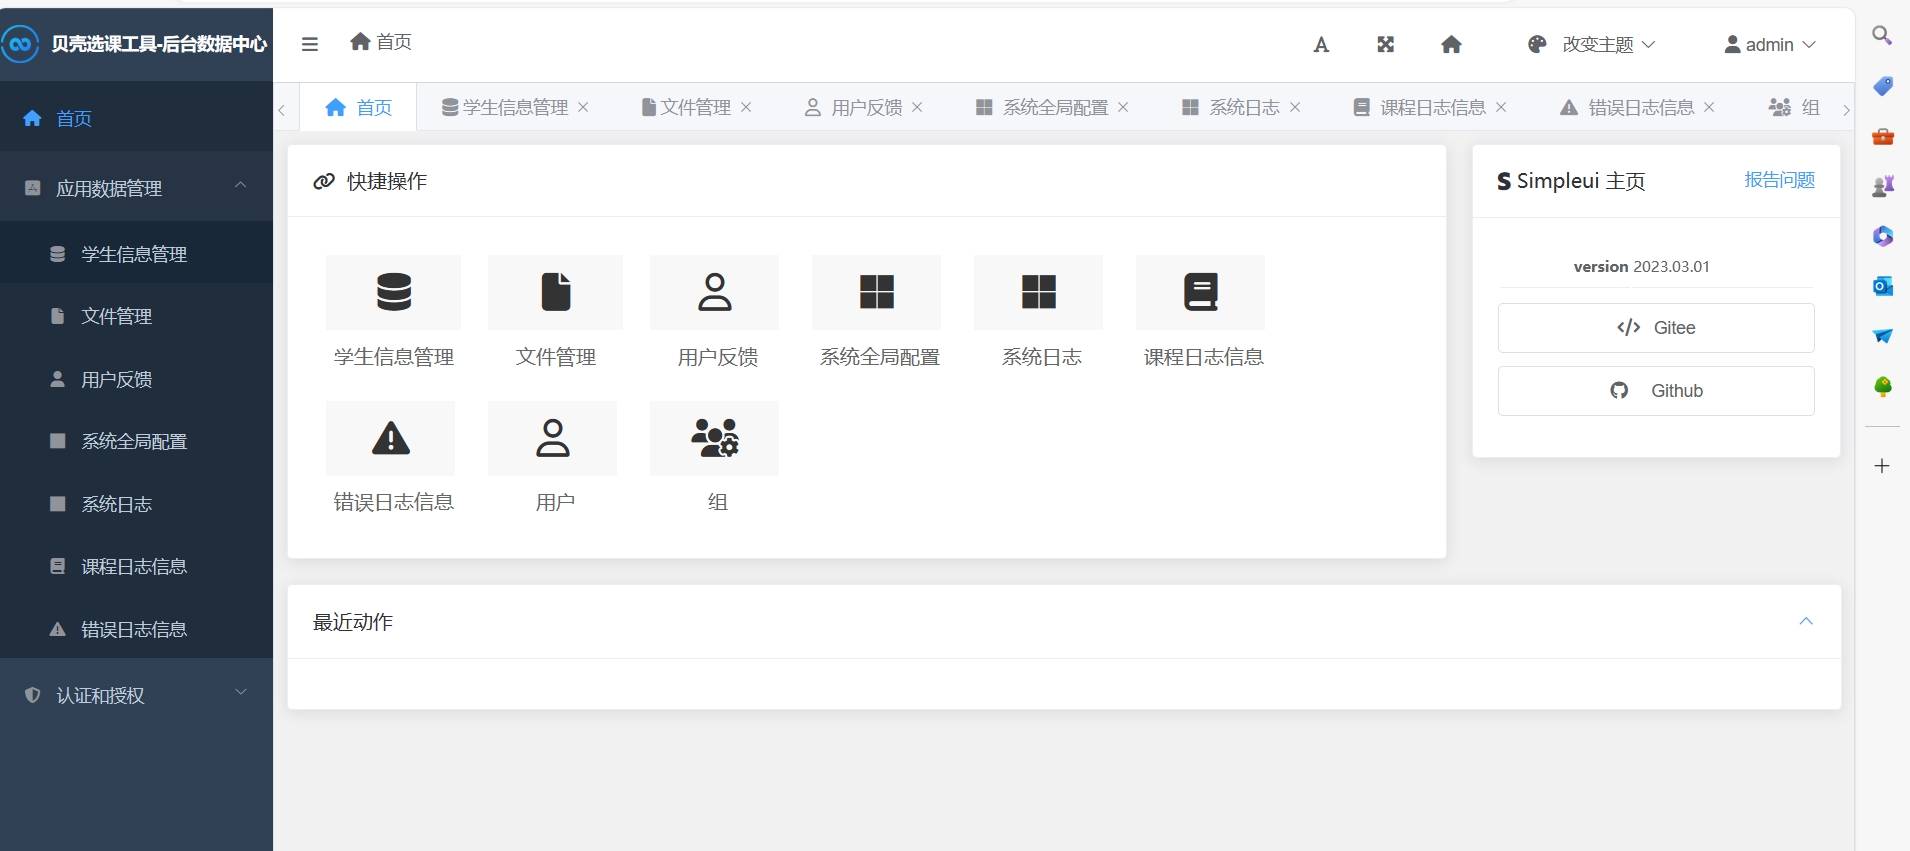 贝壳选课工具-后台数据中心
首页
改变主题
admin
首页
学生信息管理
文件管理
用户反馈
系统全局配置
系统日志
课程日志信息
错误日志信息
组
首页
应用数据管理
学生信息管理
文件管理
用户反馈
系统全局配置
系统日志
课程日志信息
错误日志信息
认证和授权
快捷操作
学生信息管理
文件管理
用户反馈
系统全局配置
系统日志
课程日志信息
错误日志信息
用户
组
Simpleui 主页
报告问题
version 2023.03.01
Gitee
Github
最近动作